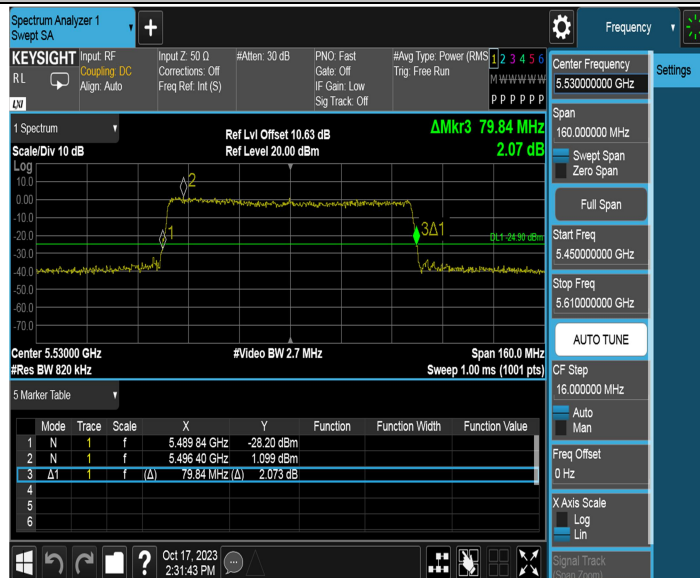 Spectrum Analyzer 1
Swept SA
+
Frequency
KEYSIGHT
RL
LXI
Input: RF
Coupling: DC
Align: Auto
Input Z: 50 Ω
Corrections: Off
Freq Ref: Int (S)
#Atten: 30 dB
PNO: Fast
Gate: Off
IF Gain: Low
Sig Track: Off
#Avg Type: Power (RMS
Trig: Free Run
1 2 3 4 5 6
M W W W W W
P P P P P P
1 Spectrum
Scale/Div 10 dB
Ref Lvl Offset 10.63 dB
Ref Level 20.00 dBm
ΔMkr3 79.84 MHz
2.07 dB
Log
10.0
0.00
-10.0
-20.0
-30.0
-40.0
-50.0
-60.0
-70.0
2
1
3Δ1
DL1 -24.90 dBm
Center 5.53000 GHz
#Video BW 2.7 MHz
Span 160.0 MHz
#Res BW 820 kHz
Sweep 1.00 ms (1001 pts)
5 Marker Table
Mode Trace Scale X Y Function Function Width Function Value
1 N 1 f 5.489 84 GHz -28.20 dBm
2 N 1 f 5.496 40 GHz 1.099 dBm
3 Δ1 1 f (Δ) 79.84 MHz (Δ) 2.073 dB
4
5
6
?
Oct 17, 2023
2:31:43 PM
Center Frequency
5.530000000 GHz
Settings
Span
160.000000 MHz
Swept Span
Zero Span
Full Span
Start Freq
5.450000000 GHz
Stop Freq
5.610000000 GHz
AUTO TUNE
CF Step
16.000000 MHz
Auto
Man
Freq Offset
0 Hz
X Axis Scale
Log
Lin
Signal Track
(Span Zoom)